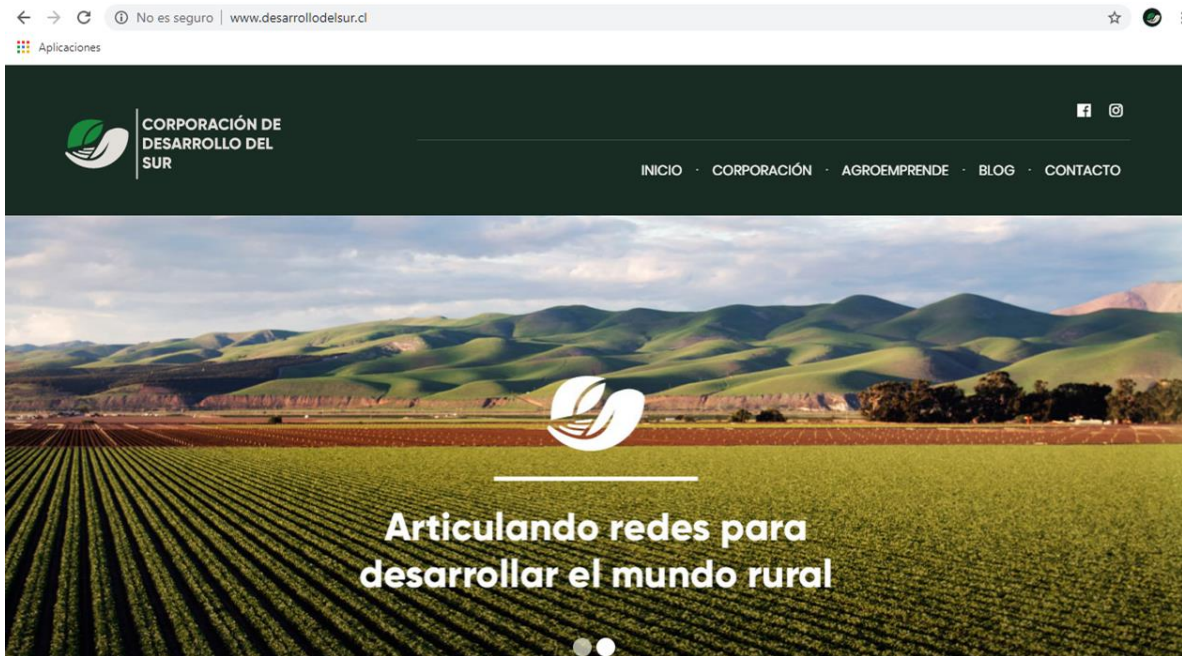 No es seguro | www.desarrollodelsur.cl
Aplicaciones
CORPORACIÓN DE
DESARROLLO DEL
SUR
INICIO · CORPORACIÓN · AGROEMPRENDE · BLOG · CONTACTO
Articulando redes para
desarrollar el mundo rural